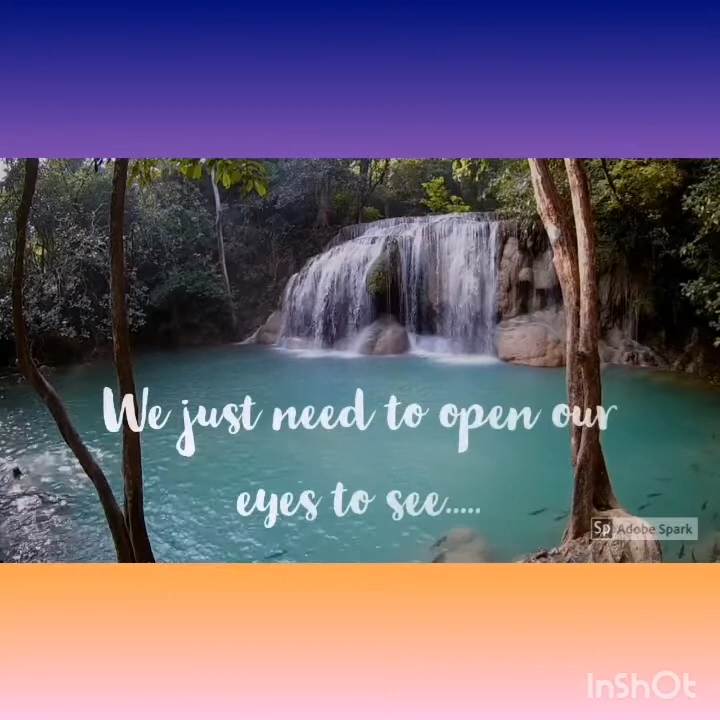 We just need to open our
eyes to see.....
Sp Adobe Spark
InShOt